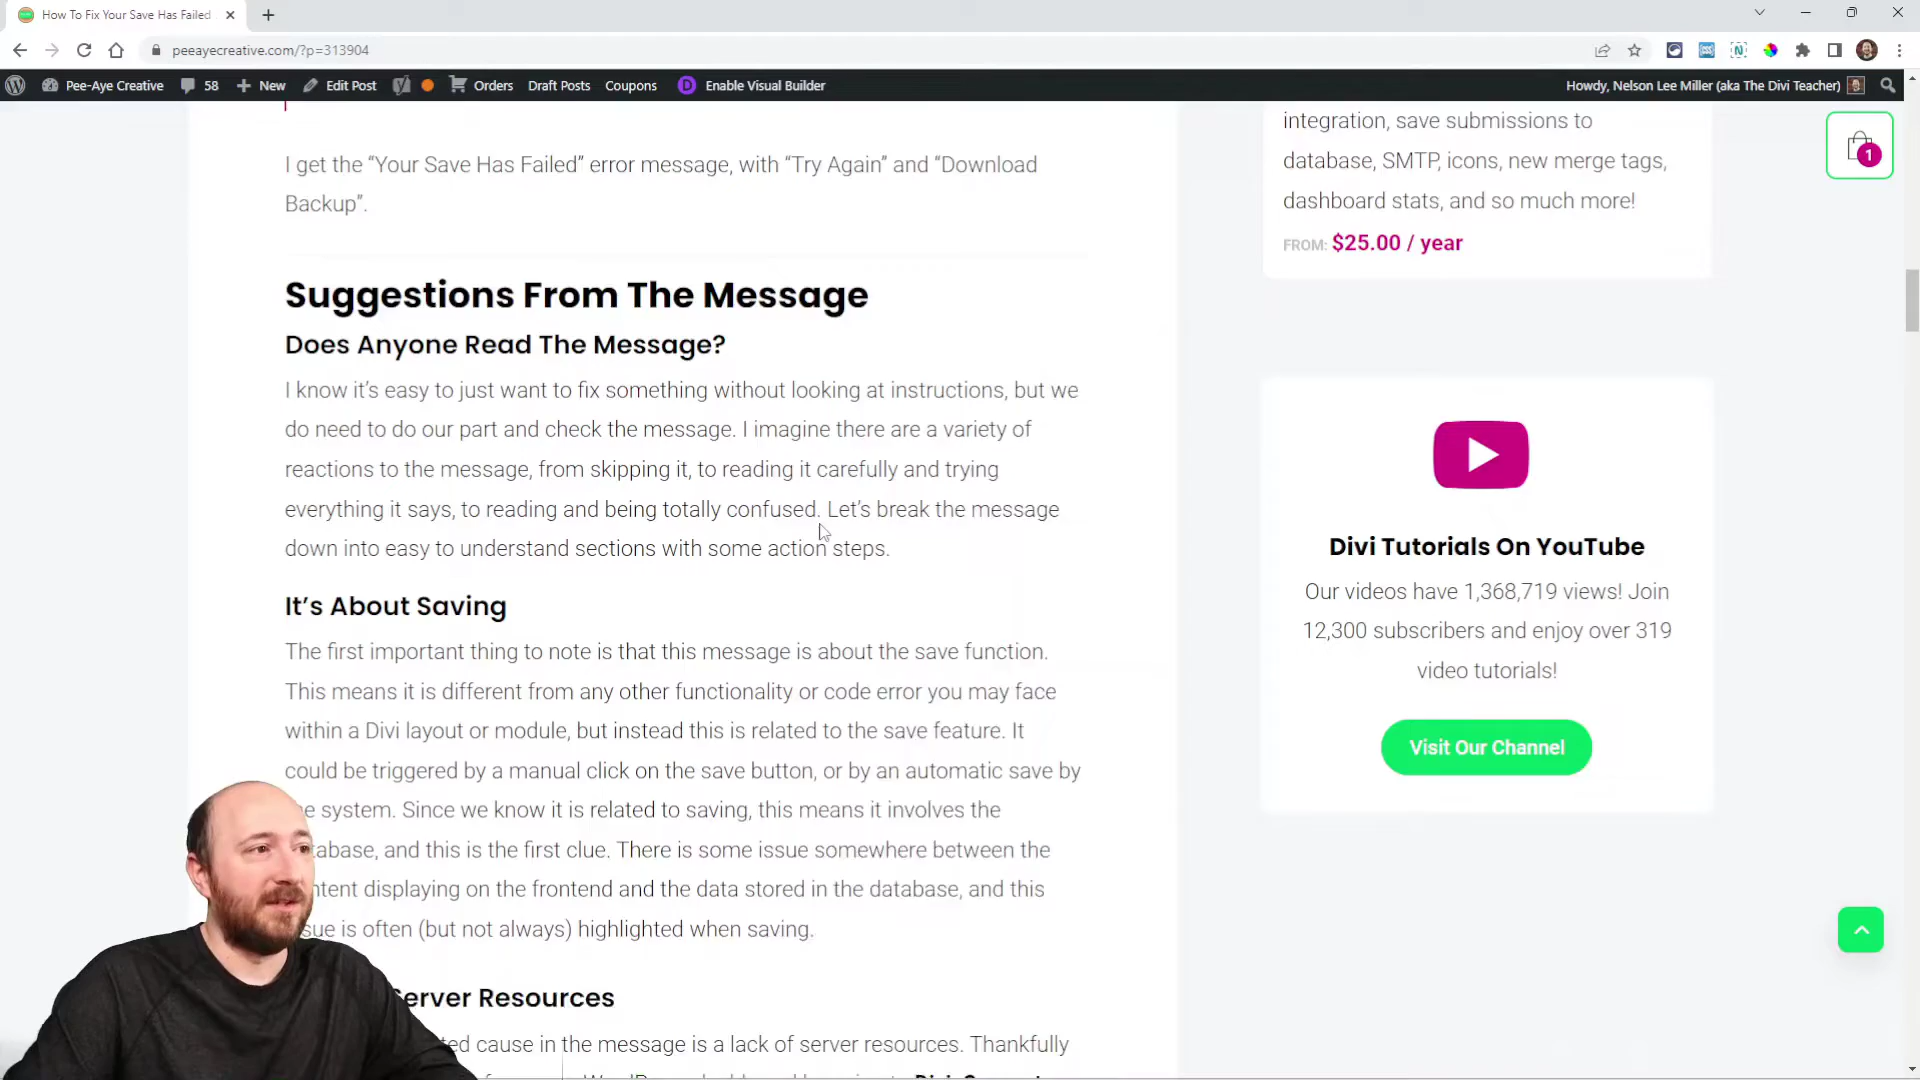 How To Fix Your Save Has Failed
peeayecreative.com/?p=313904
Pee-Aye Creative
58
New
Edit Post
Orders
Draft Posts
Coupons
D
Enable Visual Builder
Howdy, Nelson Lee Miller (aka The Divi Teacher)
I get the “Your Save Has Failed” error message, with “Try Again” and “Download
Backup”.
Suggestions From The Message
Does Anyone Read The Message?
I know it’s easy to just want to fix something without looking at instructions, but we
do need to do our part and check the message. I imagine there are a variety of
reactions to the message, from skipping it, to reading it carefully and trying
everything it says, to reading and being totally confused. Let’s break the message
down into easy to understand sections with some action steps.
It’s About Saving
The first important thing to note is that this message is about the save function.
This means it is different from any other functionality or code error you may face
within a Divi layout or module, but instead this is related to the save feature. It
could be triggered by a manual click on the save button, or by an automatic save by
system. Since we know it is related to saving, this means it involves the
and this is the first clue. There is some issue somewhere between the
displaying on the frontend and the data stored in the database, and this
is often (but not always) highlighted when saving.
Server Resources
cause in the message is a lack of server resources. Thankfully
integration, save submissions to
database, SMTP, icons, new merge tags,
dashboard stats, and so much more!
FROM: $25.00 / year
1
Divi Tutorials On YouTube
Our videos have 1,368,719 views! Join
12,300 subscribers and enjoy over 319
video tutorials!
Visit Our Channel